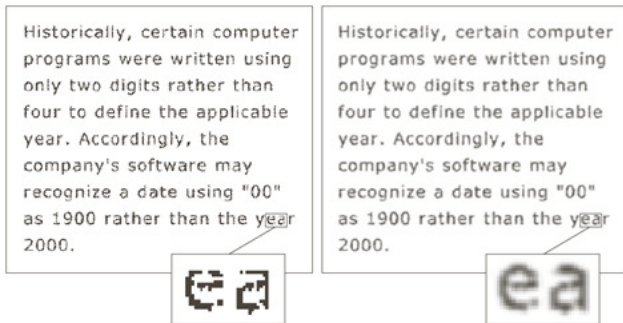 Historically, certain computer
programs were written using
only two digits rather than
four to define the applicable
year. Accordingly, the
company's software may
recognize a date using "00"
as 1900 rather than the year
2000.
ea
Historically, certain computer
programs were written using
only two digits rather than
four to define the applicable
year. Accordingly, the
company's software may
recognize a date using "00"
as 1900 rather than the year
2000.
ea